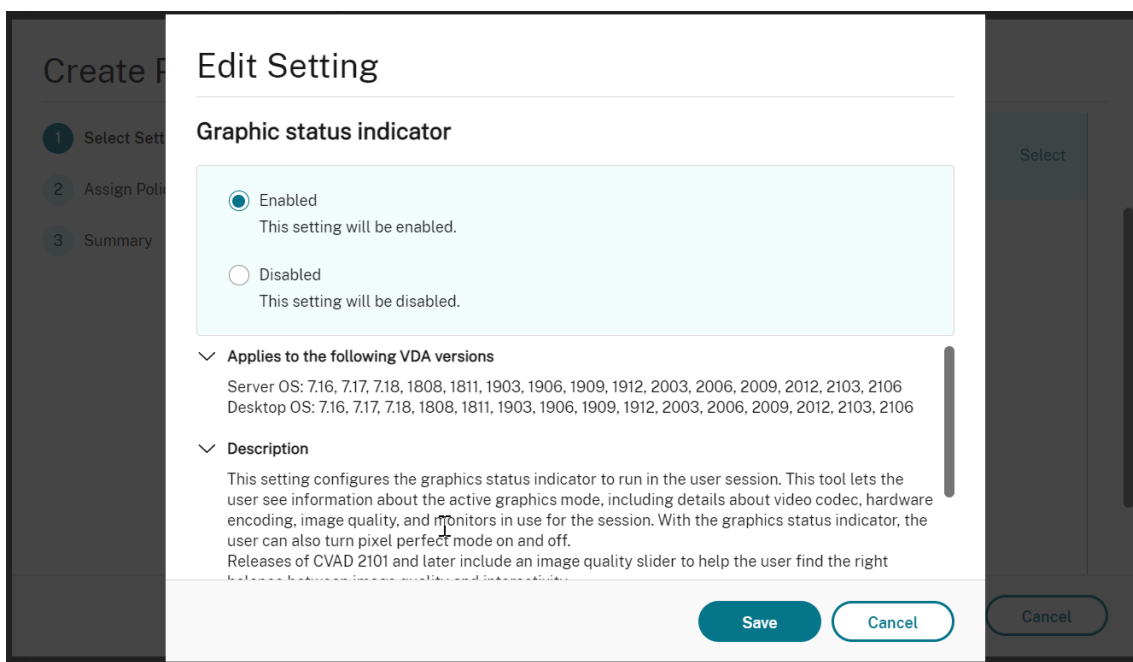 Create
Edit Setting
1 Select Sett
2 Assign Poli
3 Summary
Graphic status indicator
Enabled
This setting will be enabled.
Disabled
This setting will be disabled.
Select
Applies to the following VDA versions
Server OS: 7.16, 7.17, 7.18, 1808, 1811, 1903, 1906, 1909, 1912, 2003, 2006, 2009, 2012, 2103, 2106
Desktop OS: 7.16, 7.17, 7.18, 1808, 1811, 1903, 1906, 1909, 1912, 2003, 2006, 2009, 2012, 2103, 2106
Description
This setting configures the graphics status indicator to run in the user session. This tool lets the
user see information about the active graphics mode, including details about video codec, hardware
encoding, image quality, and monitors in use for the session. With the graphics status indicator, the
user can also turn pixel perfect mode on and off.
Releases of CVAD 2101 and later include an image quality slider to help the user find the right
balance between image quality and interactivity.
Save
Cancel
Cancel